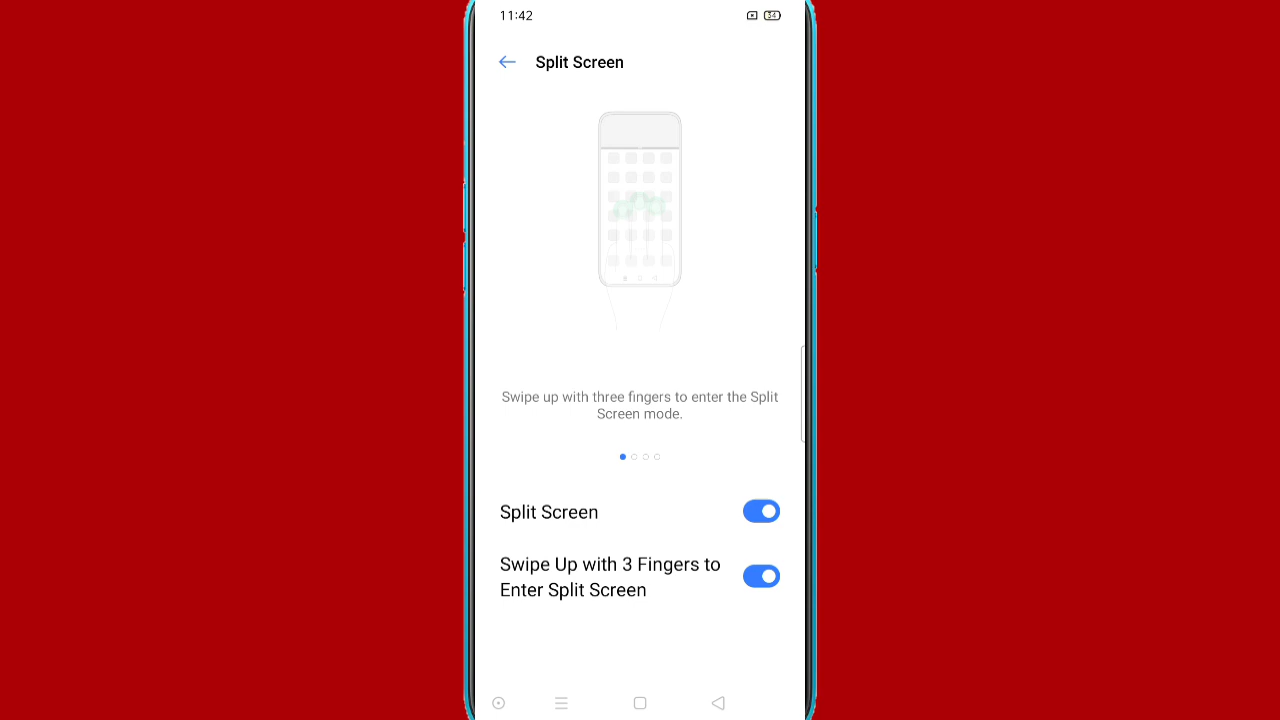 11:42
34
Split Screen
Swipe up with three fingers to enter the Split
Screen mode.
Split Screen
Swipe Up with 3 Fingers to
Enter Split Screen